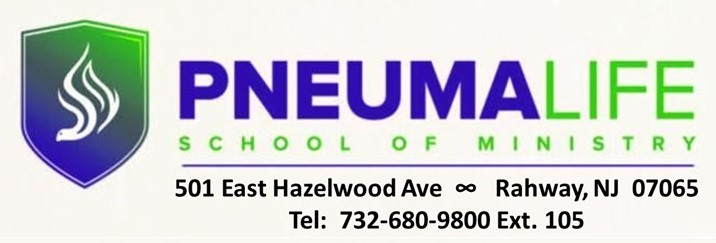 PNEUMALIFE
SCHOOL OF MINISTRY
501 East Hazelwood Ave ∞ Rahway, NJ 07065
Tel: 732-680-9800 Ext. 105